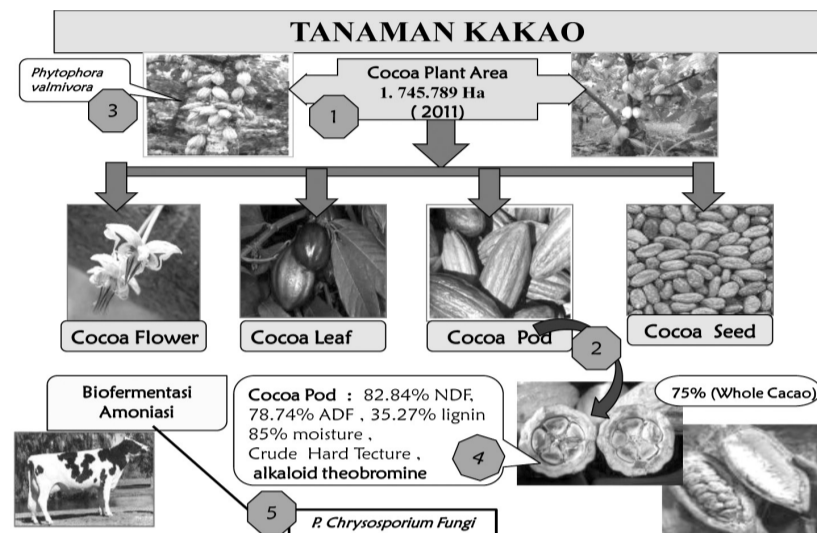 TANAMAN KAKAO
Phytophora
valmivora
3
1
Cocoa Plant Area
1. 745.789 Ha
( 2011)
Cocoa Flower
Cocoa Leaf
Cocoa Pod
Cocoa Seed
2
Biofermentasi
Amoniasi
Cocoa Pod : 82.84% NDF,
78.74% ADF , 35.27% lignin
85% moisture ,
Crude Hard Tecture ,
alkaloid theobromine
4
75% (Whole Cacao)
5
P. Chrysosporium Fungi